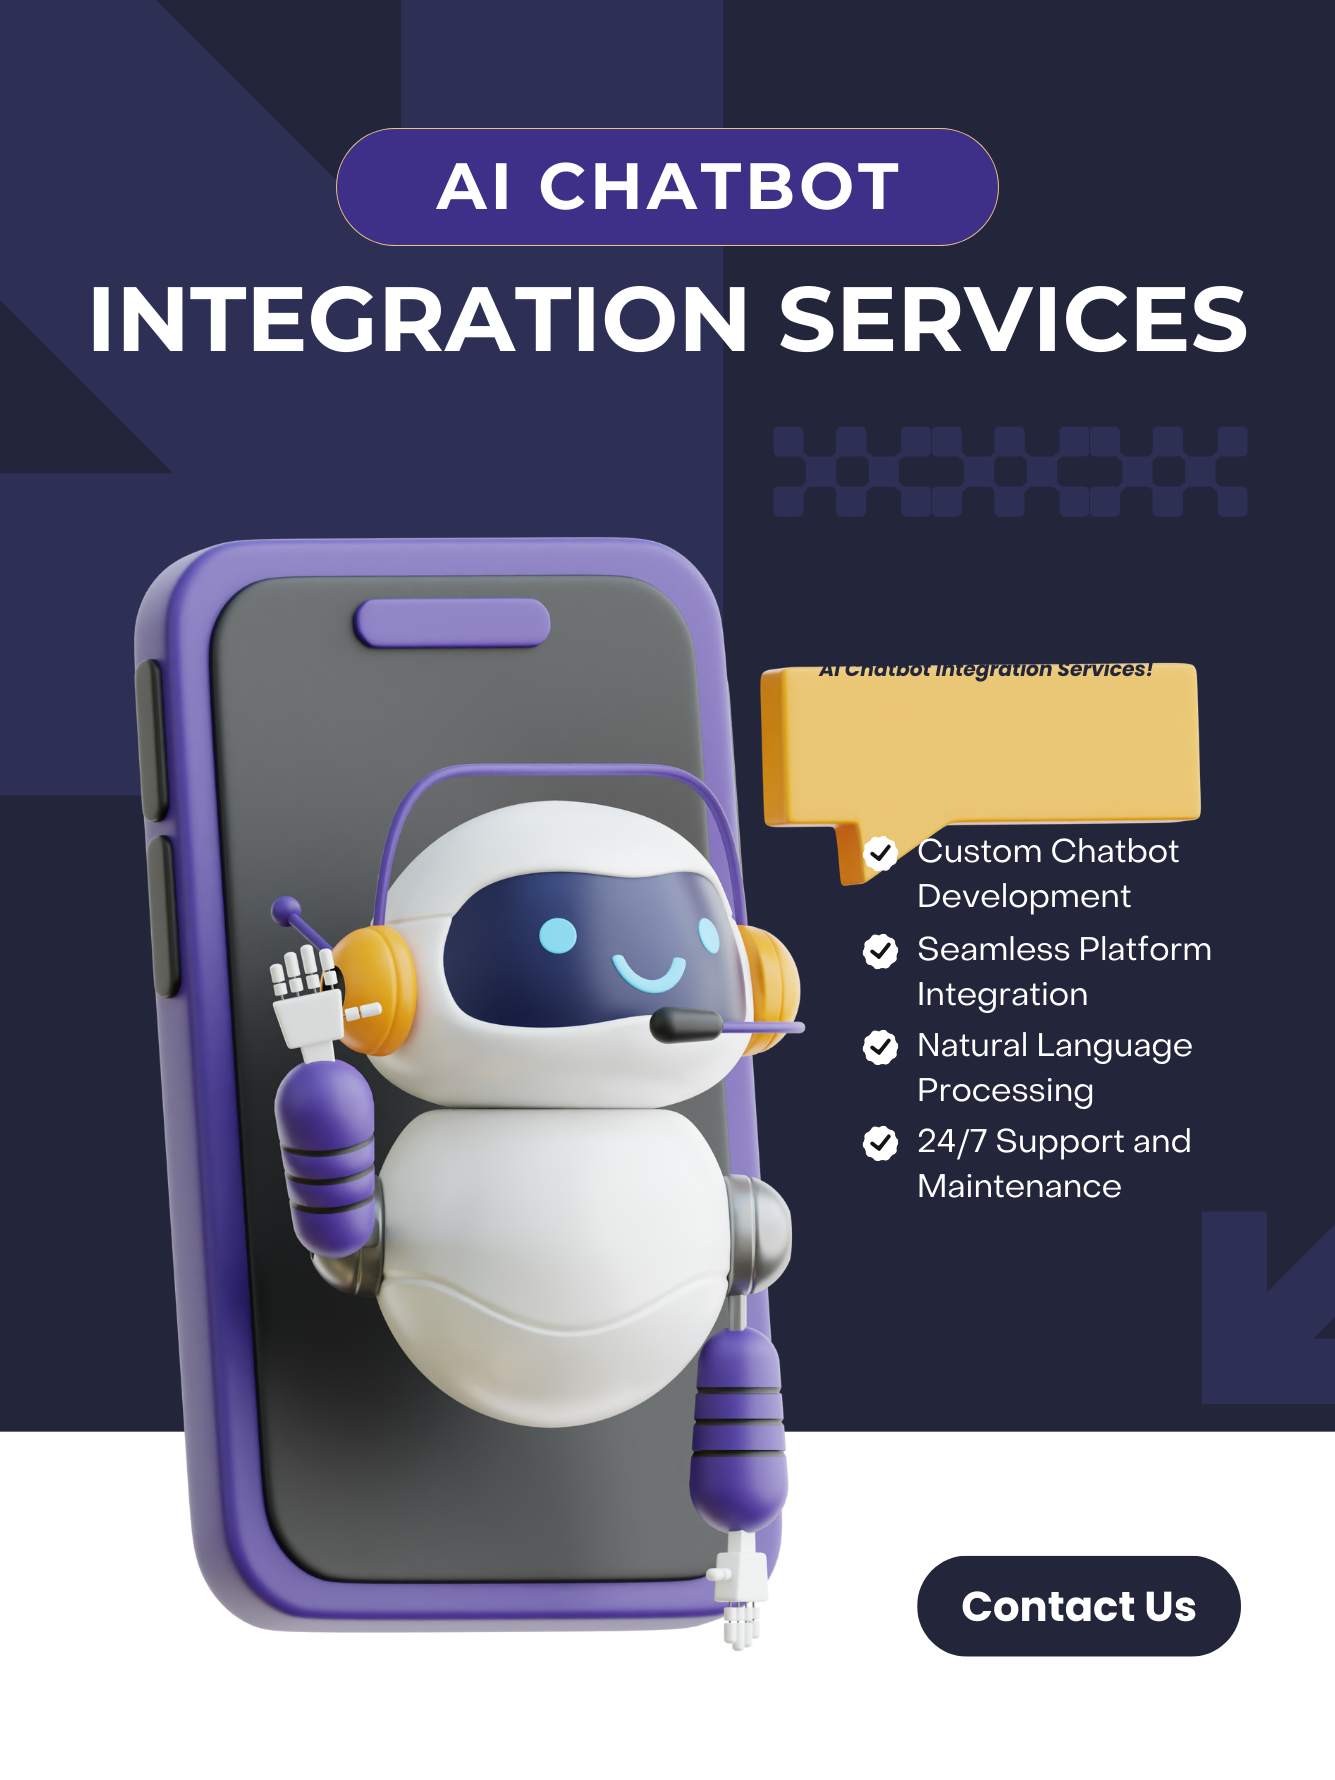 AI CHATBOT
INTEGRATION SERVICES
AI Chatbot Integration Services!
Custom Chatbot
Development
Seamless Platform
Integration
Natural Language
Processing
24/7 Support and
Maintenance
Contact Us